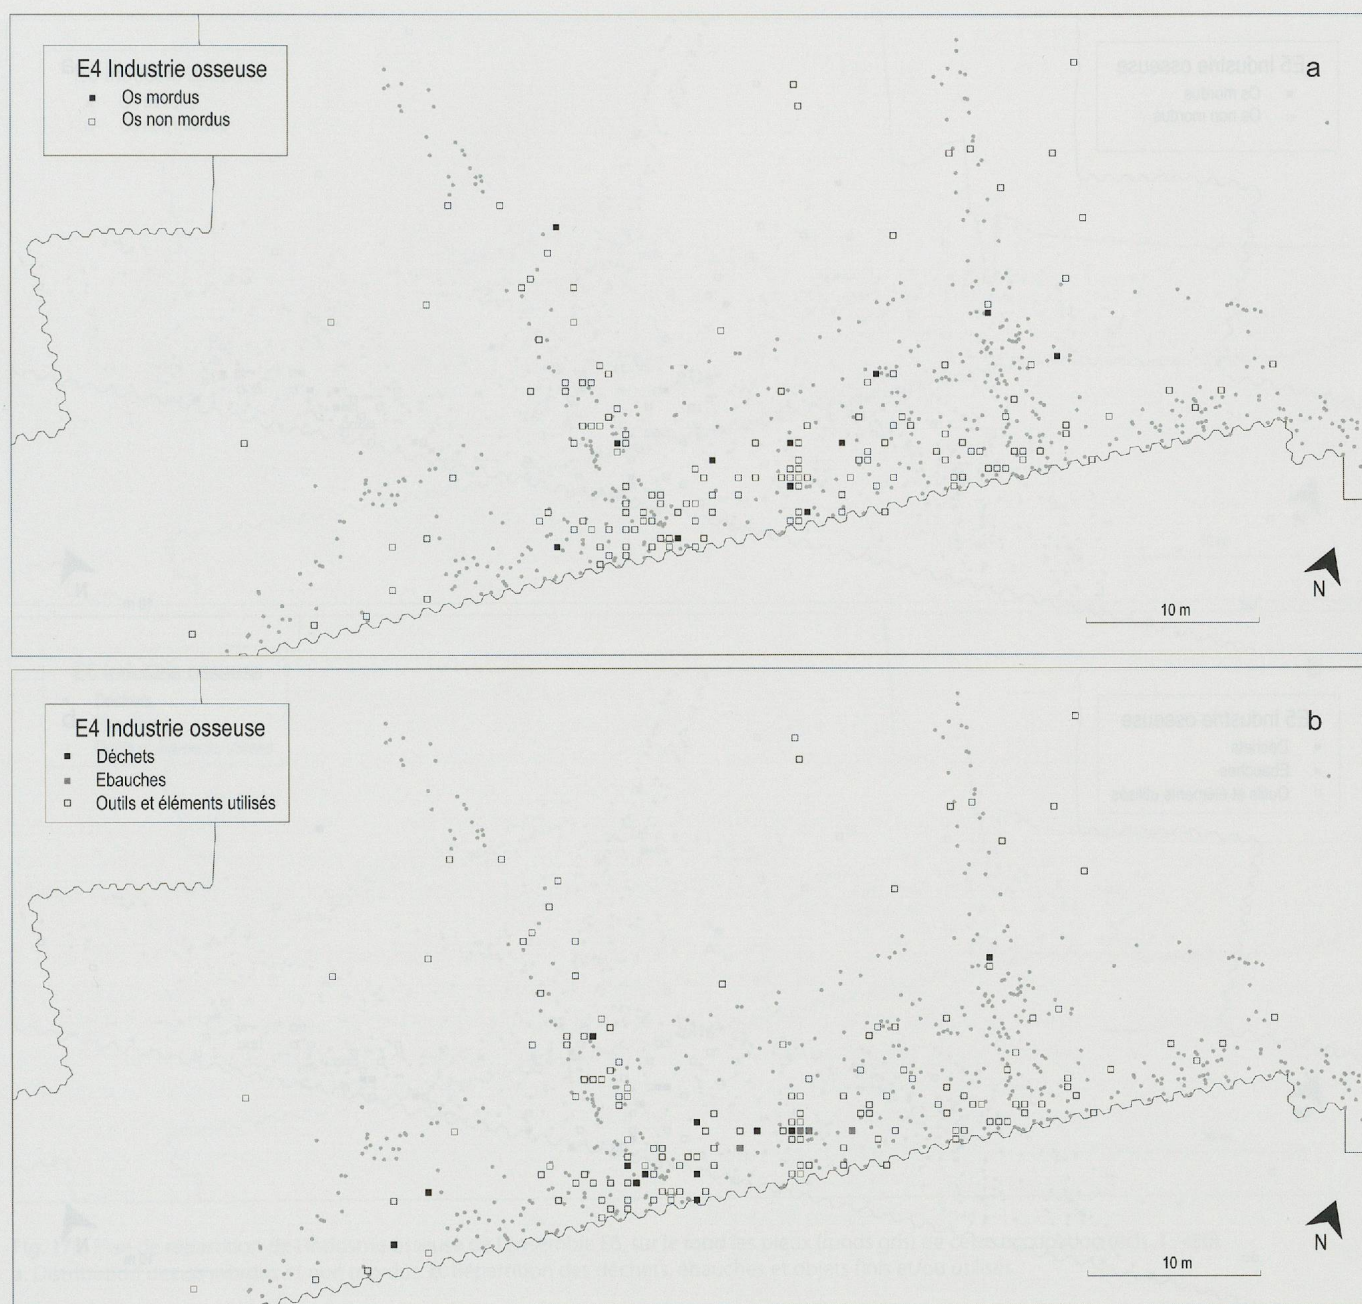 E4 Industrie osseuse
Os mordus
Os non mordus
a
N
10 m
E4 Industrie osseuse
Déchets
Ebauches
Outils et éléments utilisés
b
N
10 m